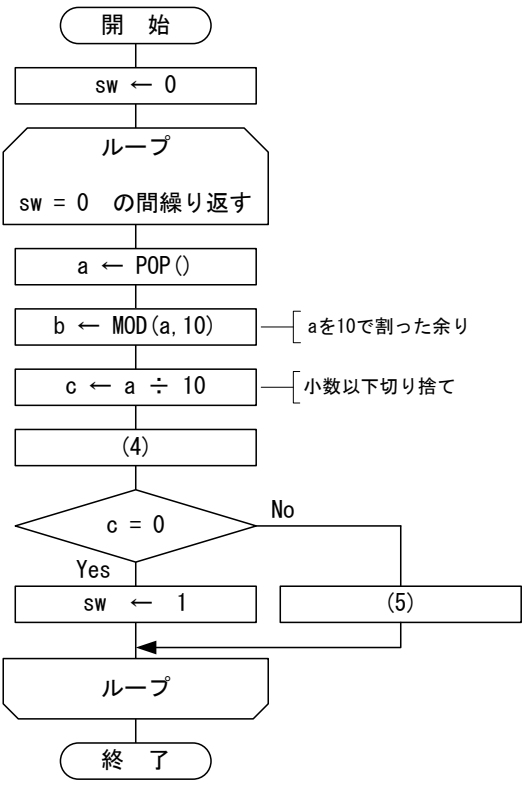 開　始
sw ← 0
ループ
sw = 0　の間繰り返す
a ← POP()
b ← MOD(a,10)
aを10で割った余り
c ← a ÷ 10
小数以下切り捨て
(4)
c = 0
No
Yes
sw ← 1
(5)
ループ
終　了